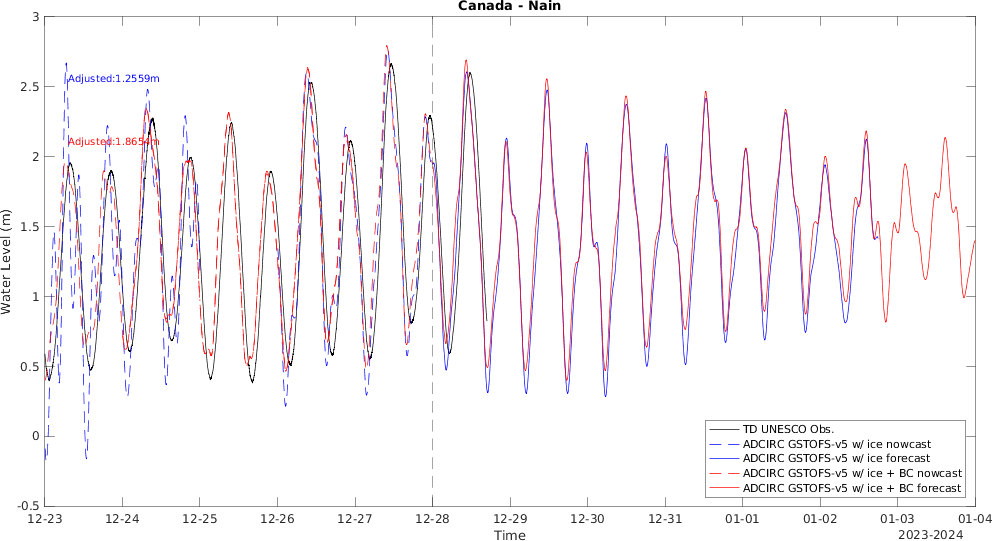 Canada - Nain
Water Level (m)
3
2.5
2
1.5
1
0.5
0
-0.5
Adjusted:1.2559m
Adjusted:1.8654m
TD UNESCO Obs.
ADCIRC GSTOFS-v5 w/ ice nowcast
ADCIRC GSTOFS-v5 w/ ice forecast
ADCIRC GSTOFS-v5 w/ ice + BC nowcast
ADCIRC GSTOFS-v5 w/ ice + BC forecast
12-23 12-24 12-25 12-26 12-27 12-28 12-29 12-30 12-31 01-01 01-02 01-03 01-04
Time
2023-2024